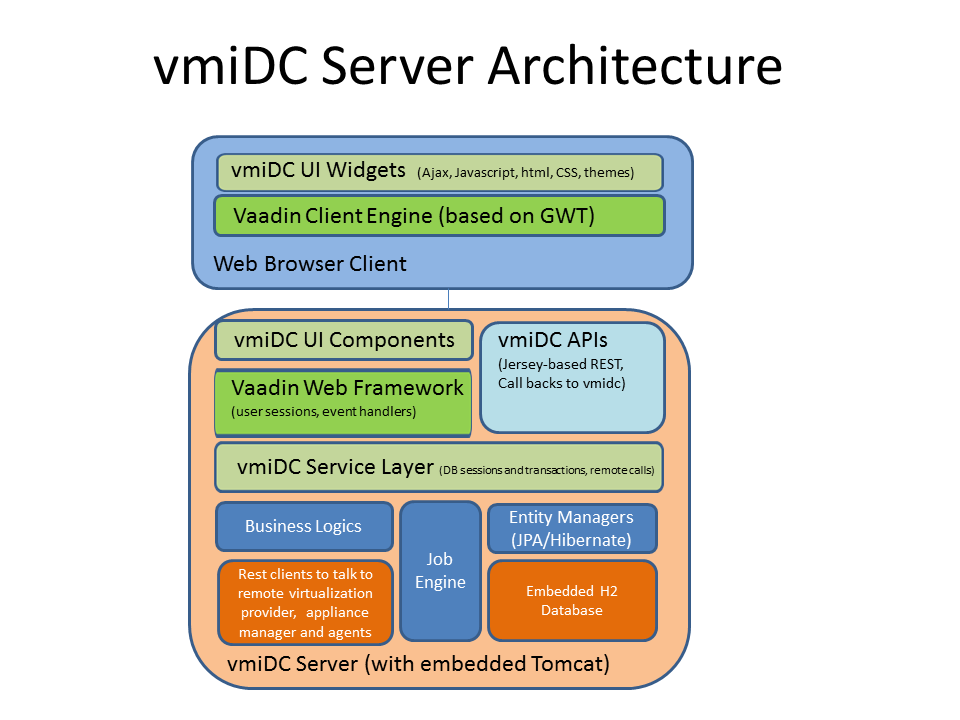 vmiDC Server Architecture
vmiDC UI Widgets (Ajax, Javascript, html, CSS, themes)
Vaadin Client Engine (based on GWT)
Web Browser Client
vmiDC UI Components
vmiDC APIs
(Jersey-based REST,
Call backs to vmidc)
Vaadin Web Framework
(user sessions, event handlers)
vmiDC Service Layer (DB sessions and transactions, remote calls)
Business Logics
Job
Engine
Entity Managers
(JPA/Hibernate)
Rest clients to talk to
remote virtualization
provider, appliance
manager and agents
Embedded H2
Database
vmiDC Server (with embedded Tomcat)